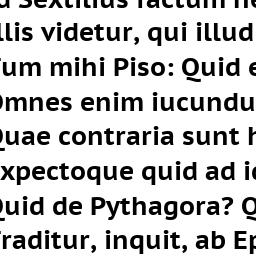 d Sextilius factum ne
llis videtur, qui illud
Tum mihi Piso: Quid e
Omnes enim iucundu
Quae contraria sunt h
Expectoque quid ad id
Quid de Pythagora? Q
Traditur, inquit, ab Ep